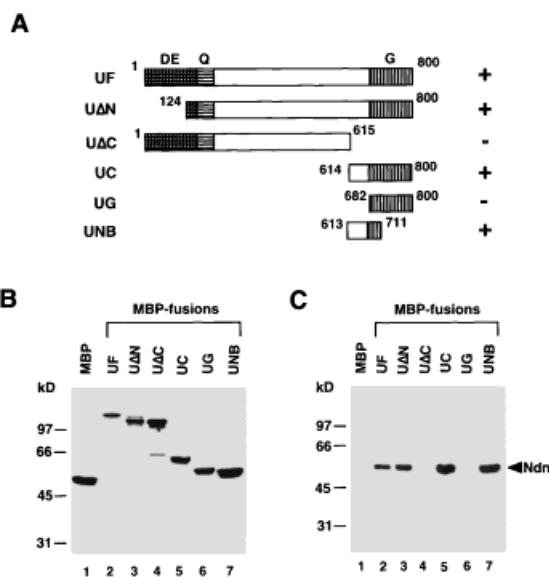 A
DE Q G
1 800
UF +
124 800
UΔN +
1 615
UΔC -
614 800
UC +
682 800
UG -
613 711
UNB +
B
MBP-fusions
MBP UF UΔN UΔC UC UG UNB
kD
97
66
45
31
1 2 3 4 5 6 7
C
MBP-fusions
MBP UF UΔN UΔC UC UG UNB
kD
97
66
45
31
Ndn
1 2 3 4 5 6 7